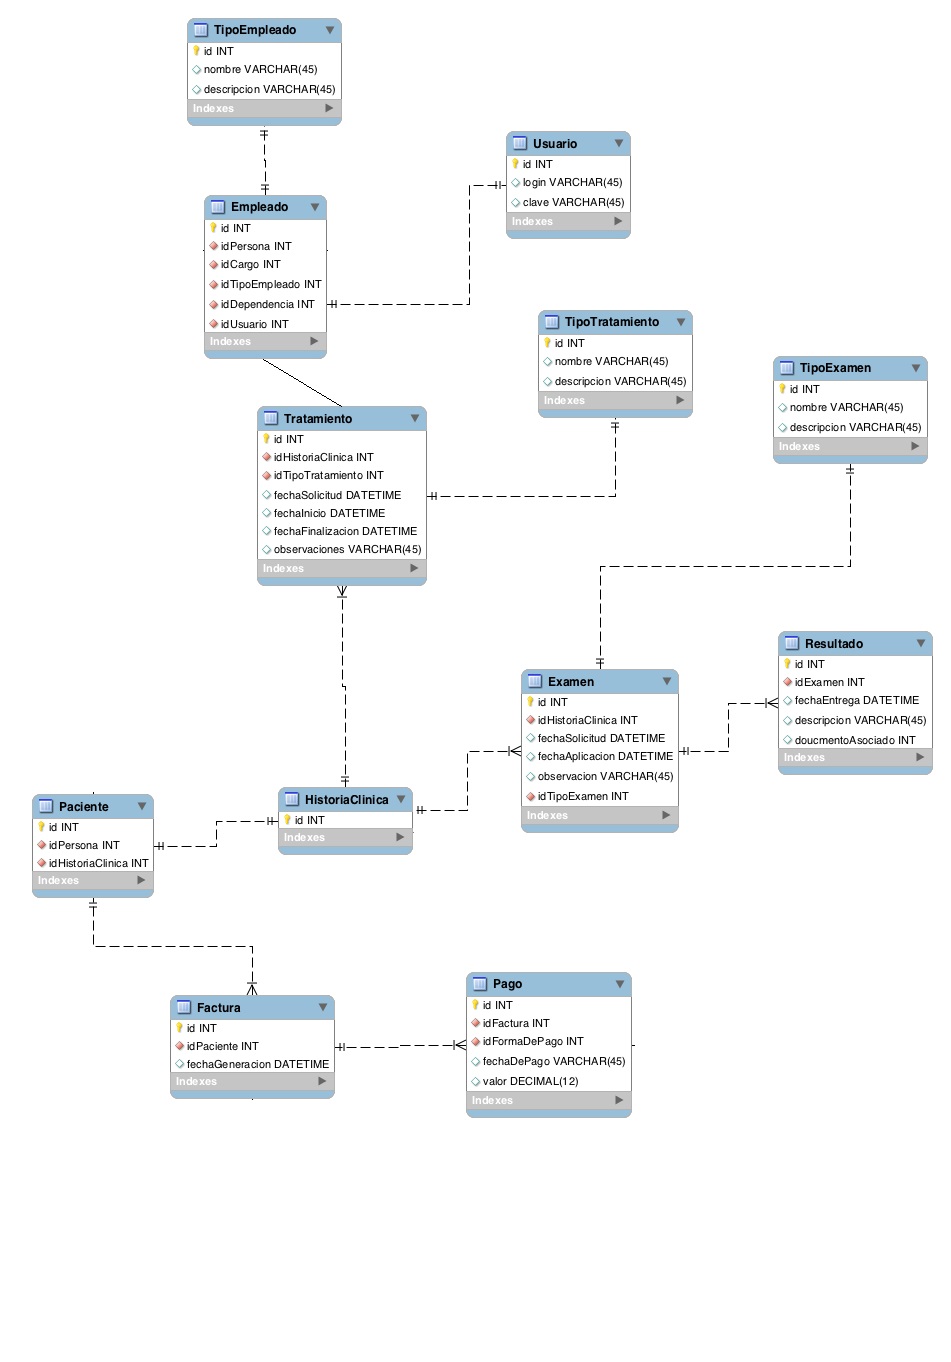 TipoEmpleado
id INT
nombre VARCHAR(45)
descripcion VARCHAR(45)
Indexes
Usuario
id INT
login VARCHAR(45)
clave VARCHAR(45)
Indexes
Empleado
id INT
idPersona INT
idCargo INT
idTipoEmpleado INT
idDependencia INT
idUsuario INT
Indexes
TipoTratamiento
id INT
nombre VARCHAR(45)
descripcion VARCHAR(45)
Indexes
TipoExamen
id INT
nombre VARCHAR(45)
descripcion VARCHAR(45)
Indexes
Tratamiento
id INT
idHistoriaClinica INT
idTipoTratamiento INT
fechaSolicitud DATETIME
fechaInicio DATETIME
fechaFinalizacion DATETIME
observaciones VARCHAR(45)
Indexes
Resultado
id INT
idExamen INT
fechaEntrega DATETIME
descripcion VARCHAR(45)
doucmentoAsociado INT
Indexes
Examen
id INT
idHistoriaClinica INT
fechaSolicitud DATETIME
fechaAplicacion DATETIME
observacion VARCHAR(45)
idTipoExamen INT
Indexes
HistoriaClinica
id INT
Indexes
Paciente
id INT
idPersona INT
idHistoriaClinica INT
Indexes
Factura
id INT
idPaciente INT
fechaGeneracion DATETIME
Indexes
Pago
id INT
idFactura INT
idFormaDePago INT
fechaDePago VARCHAR(45)
valor DECIMAL(12)
Indexes